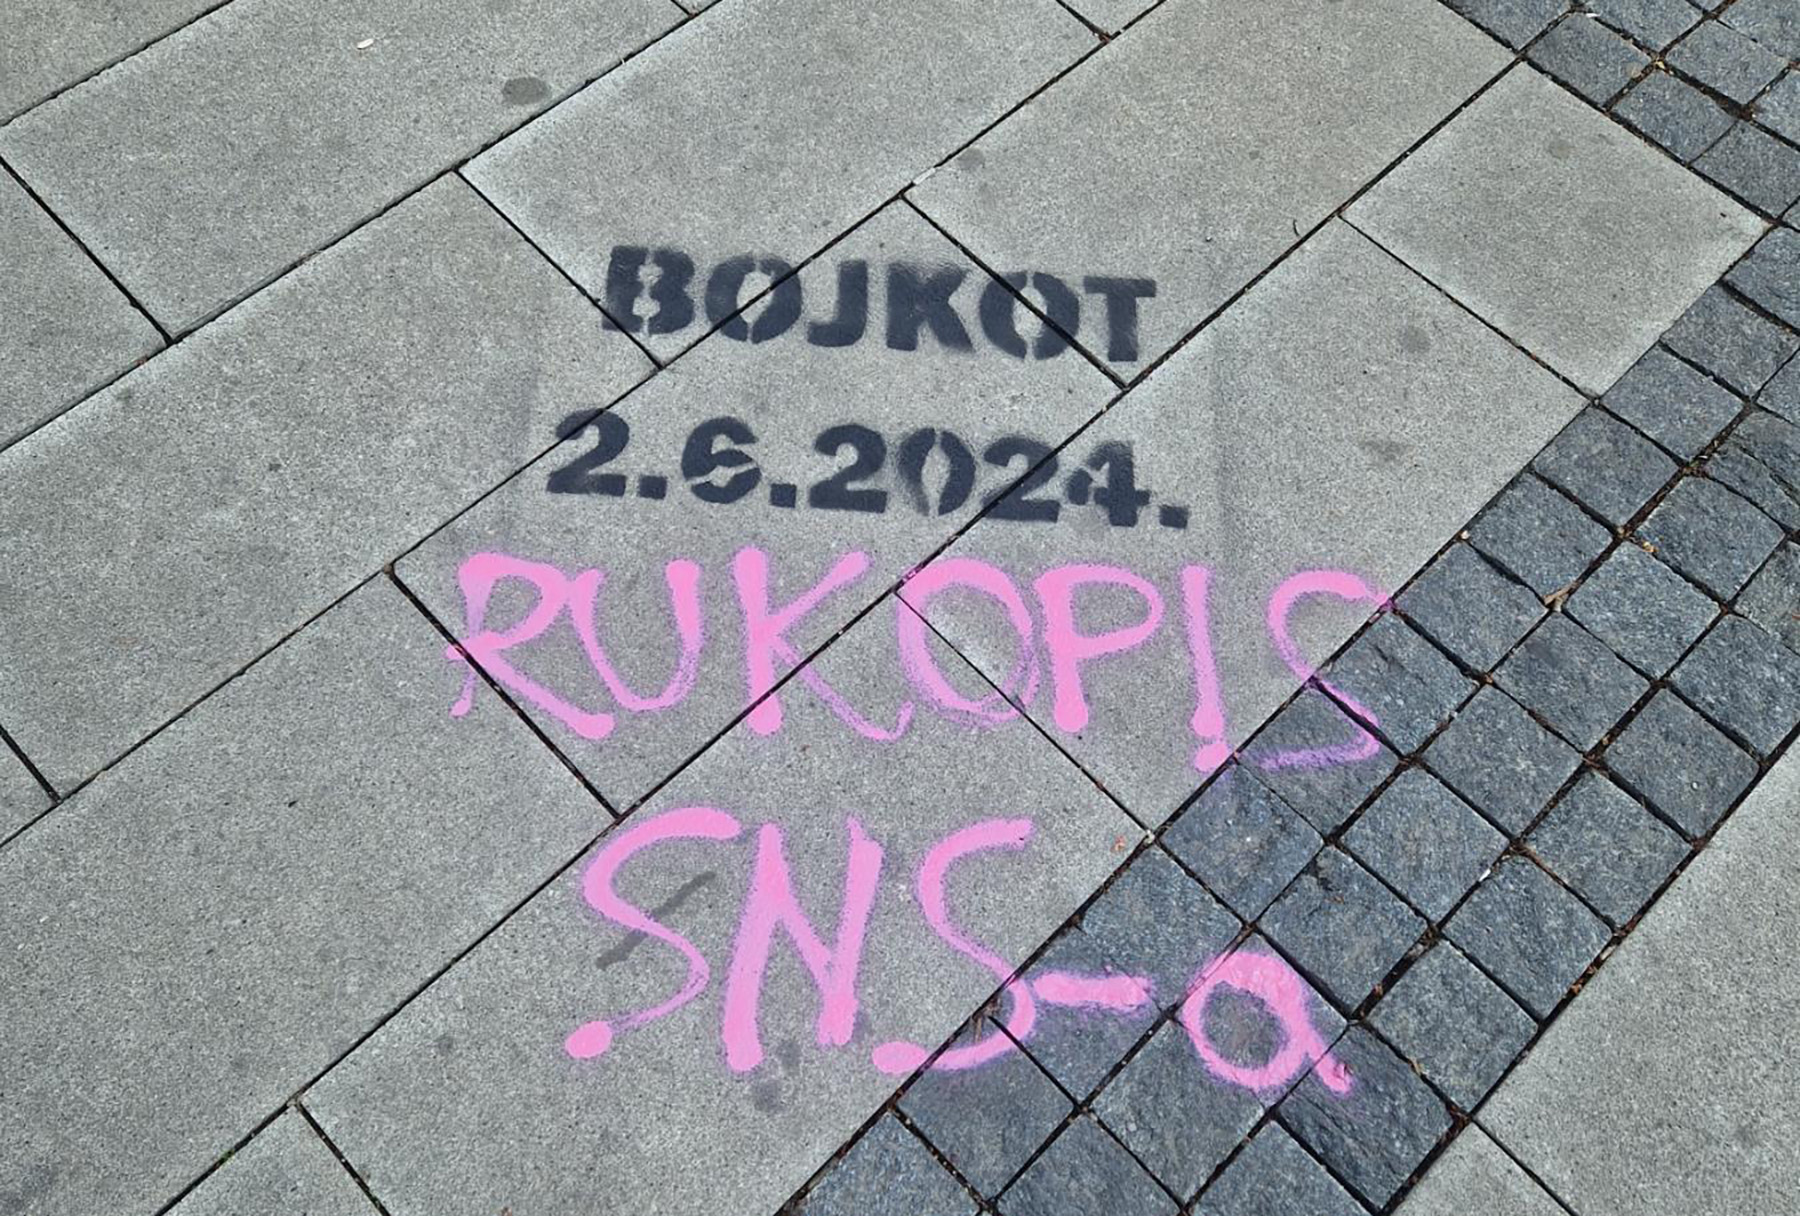 BOJKOT
2.6.2024.
RUKOPIS
SNS-a